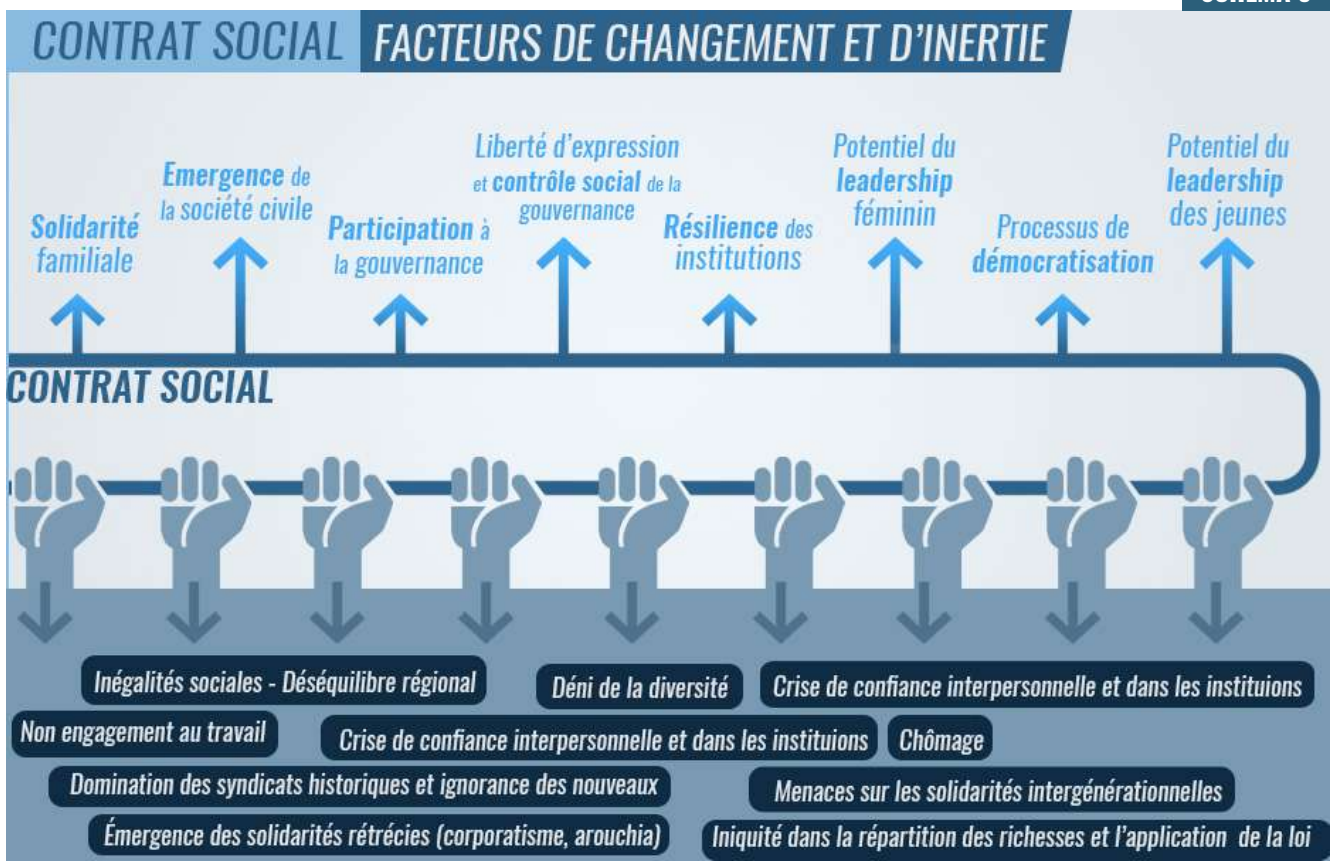 CONTRAT SOCIAL FACTEURS DE CHANGEMENT ET D'INERTIE
Solidarité
familiale
Emergence de
la société civile
Participation à
la gouvernance
Liberté d'expression
et contrôle social de la
gouvernance
Résilience des
institutions
Potentiel du
leadership
féminin
Processus de
démocratisation
Potentiel du
leadership
des jeunes
CONTRAT SOCIAL
Inégalités sociales - Déséquilibre régional
Déni de la diversité
Crise de confiance interpersonnelle et dans les instituions
Non engagement au travail
Crise de confiance interpersonnelle et dans les instituions
Chômage
Domination des syndicats historiques et ignorance des nouveaux
Menaces sur les solidarités intergénérationnelles
Émergence des solidarités rétrécies (corporatisme, arouchia)
Iniquité dans la répartition des richesses et l'application de la loi